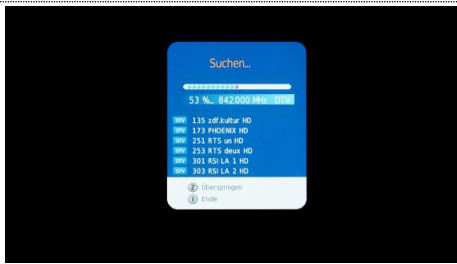 Suchen...
53 %... 842.000 MHz DTV
DTV 135 zdf.kultur HD
DTV 173 PHOENIX HD
DTV 251 RTS un HD
DTV 253 RTS deux HD
DTV 301 RSI LA 1 HD
DTV 303 RSI LA 2 HD
Z Überspringen
i Ende